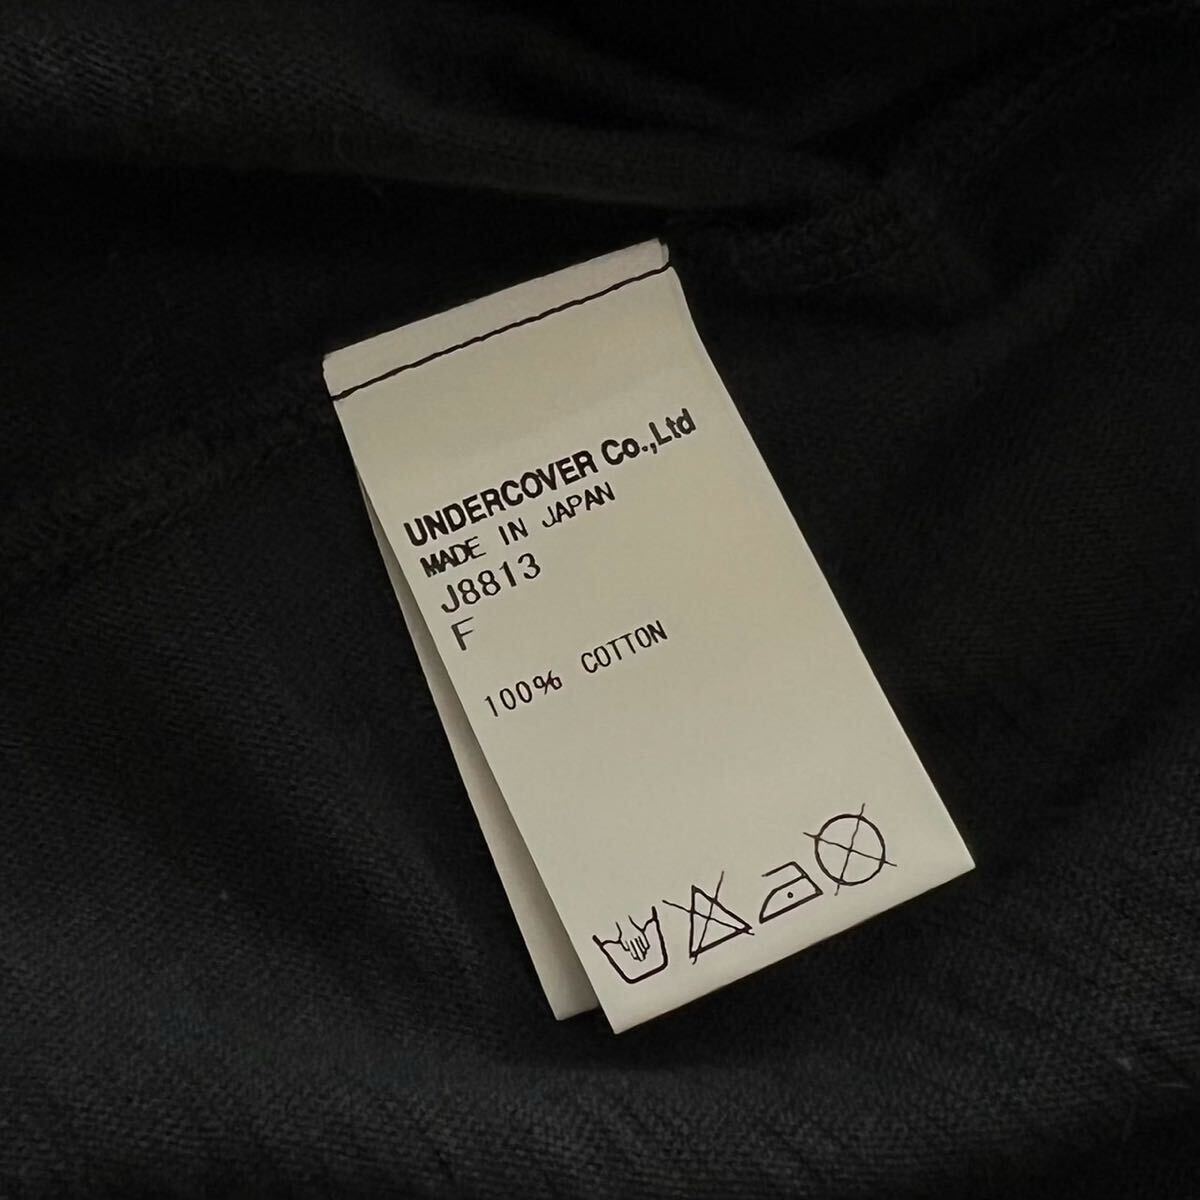 UNDERCOVER Co.,Ltd
MADE IN JAPAN
J8813
F
100% COTTON